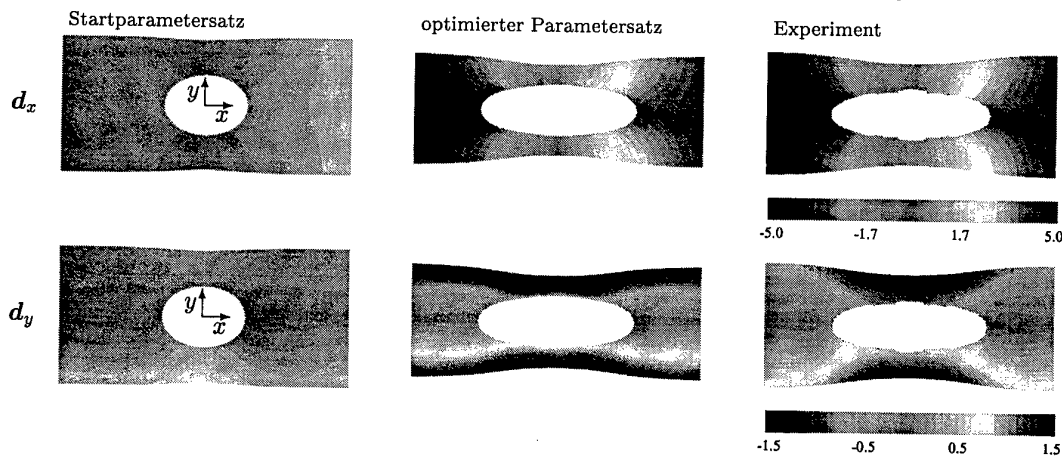 Startparametersatz optimierter Parametersatz Experiment
d_x
y
x
-5.0 -1.7 1.7 5.0
d_y
y
x
-1.5 -0.5 0.5 1.5